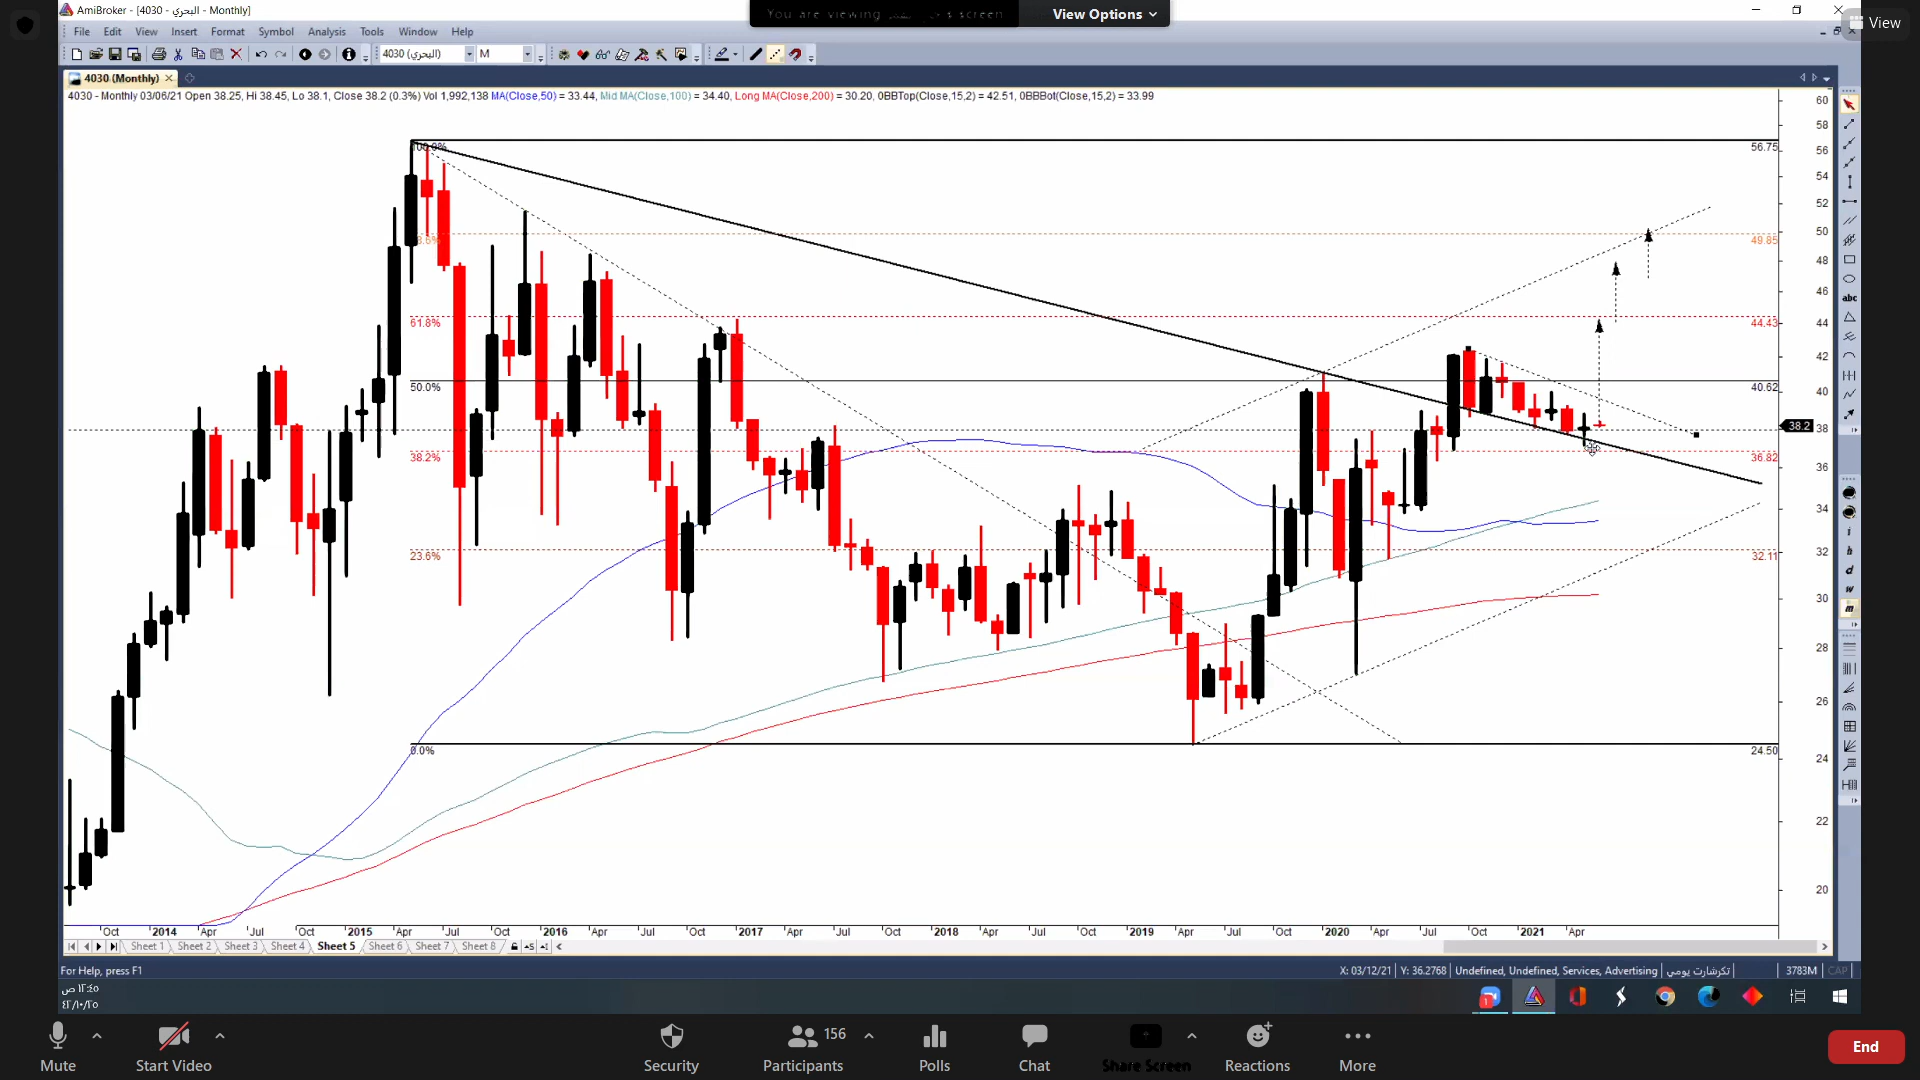 AmiBroker - [4030 - البحري - Monthly]
View Options
View
File Edit View Insert Format Symbol Analysis Tools Window Help
4030 (البحري) M
4030 (Monthly)
4030 - Monthly 03/06/21 Open 38.25, Hi 38.45, Lo 38.1, Close 38.2 (0.3%) Vol 1,992,138 MA(Close,50) = 33.44, Mid MA(Close,100) = 34.40, Long MA(Close,200) = 30.20, 0BBTop(Close,15,2) = 42.51, 0BBBot(Close,15,2) = 33.99
60
58
100.0% 56.75 56
54
52
50
49.85
48
46
61.8% 44.43 44
42
50.0% 40.62 40
38.2 38
38.2% 36.82
36
34
23.6% 32.11 32
30
28
26
0.0% 24.50
24
22
20
abc
i
h
d
w
m
Oct 2014 Apr Jul Oct 2015 Apr Jul Oct 2016 Apr Jul Oct 2017 Apr Jul Oct 2018 Apr Jul Oct 2019 Apr Jul Oct 2020 Apr Jul Oct 2021 Apr
Sheet 1 Sheet 2 Sheet 3 Sheet 4 Sheet 5 Sheet 6 Sheet 7 Sheet 8
For Help, press F1 X: 03/12/21 Y: 36.2768 Undefined, Undefined, Services, Advertising تكرشارت يومي 3783M CAP
١٢:٤٥ ص
٤٢/١٠/٢٥
1
156
Mute Start Video Security Participants Polls Chat Share Screen Reactions More End